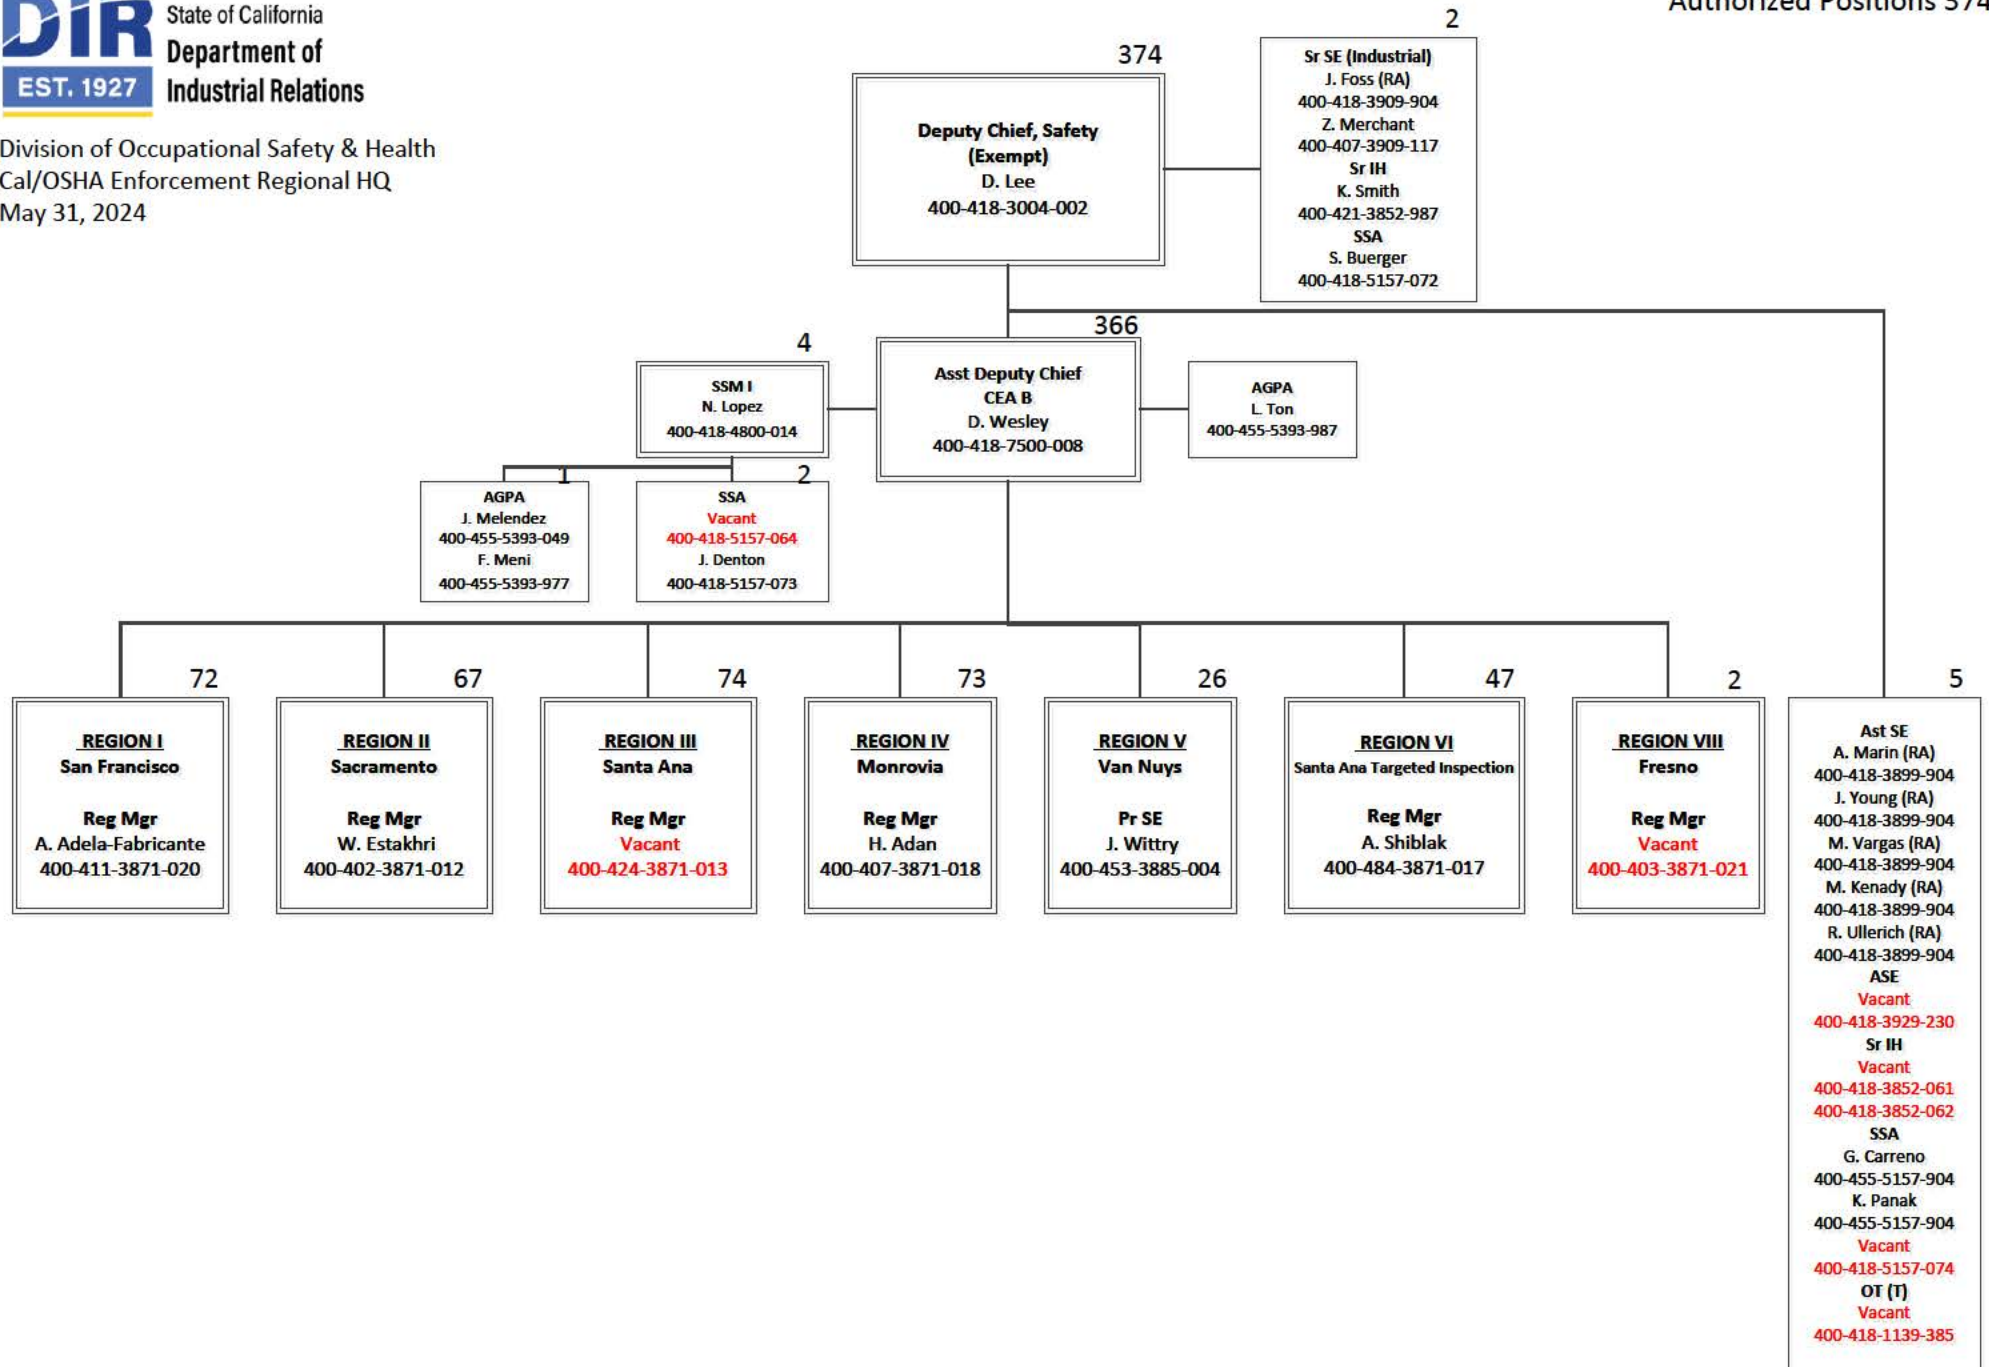 DIR
EST. 1927
State of California
Department of
Industrial Relations
Division of Occupational Safety & Health
Cal/OSHA Enforcement Regional HQ
May 31, 2024
Authorized Positions 374
374
Deputy Chief, Safety
(Exempt)
D. Lee
400-418-3004-002
2
Sr SE (Industrial)
J. Foss (RA)
400-418-3909-904
Z. Merchant
400-407-3909-117
Sr IH
K. Smith
400-421-3852-987
SSA
S. Buerger
400-418-5157-072
4
SSM I
N. Lopez
400-418-4800-014
366
Asst Deputy Chief
CEA B
D. Wesley
400-418-7500-008
AGPA
L. Ton
400-455-5393-987
1
AGPA
J. Melendez
400-455-5393-049
F. Meni
400-455-5393-977
2
SSA
Vacant
400-418-5157-064
J. Denton
400-418-5157-073
72
REGION I
San Francisco
Reg Mgr
A. Adela-Fabricante
400-411-3871-020
67
REGION II
Sacramento
Reg Mgr
W. Estakhri
400-402-3871-012
74
REGION III
Santa Ana
Reg Mgr
Vacant
400-424-3871-013
73
REGION IV
Monrovia
Reg Mgr
H. Adan
400-407-3871-018
26
REGION V
Van Nuys
Pr SE
J. Wittry
400-453-3885-004
47
REGION VI
Santa Ana Targeted Inspection
Reg Mgr
A. Shiblak
400-484-3871-017
2
REGION VIII
Fresno
Reg Mgr
Vacant
400-403-3871-021
5
Ast SE
A. Marin (RA)
400-418-3899-904
J. Young (RA)
400-418-3899-904
M. Vargas (RA)
400-418-3899-904
M. Kenady (RA)
400-418-3899-904
R. Ullerich (RA)
400-418-3899-904
ASE
Vacant
400-418-3929-230
Sr IH
Vacant
400-418-3852-061
400-418-3852-062
SSA
G. Carreno
400-455-5157-904
K. Panak
400-455-5157-904
Vacant
400-418-5157-074
OT (T)
Vacant
400-418-1139-385